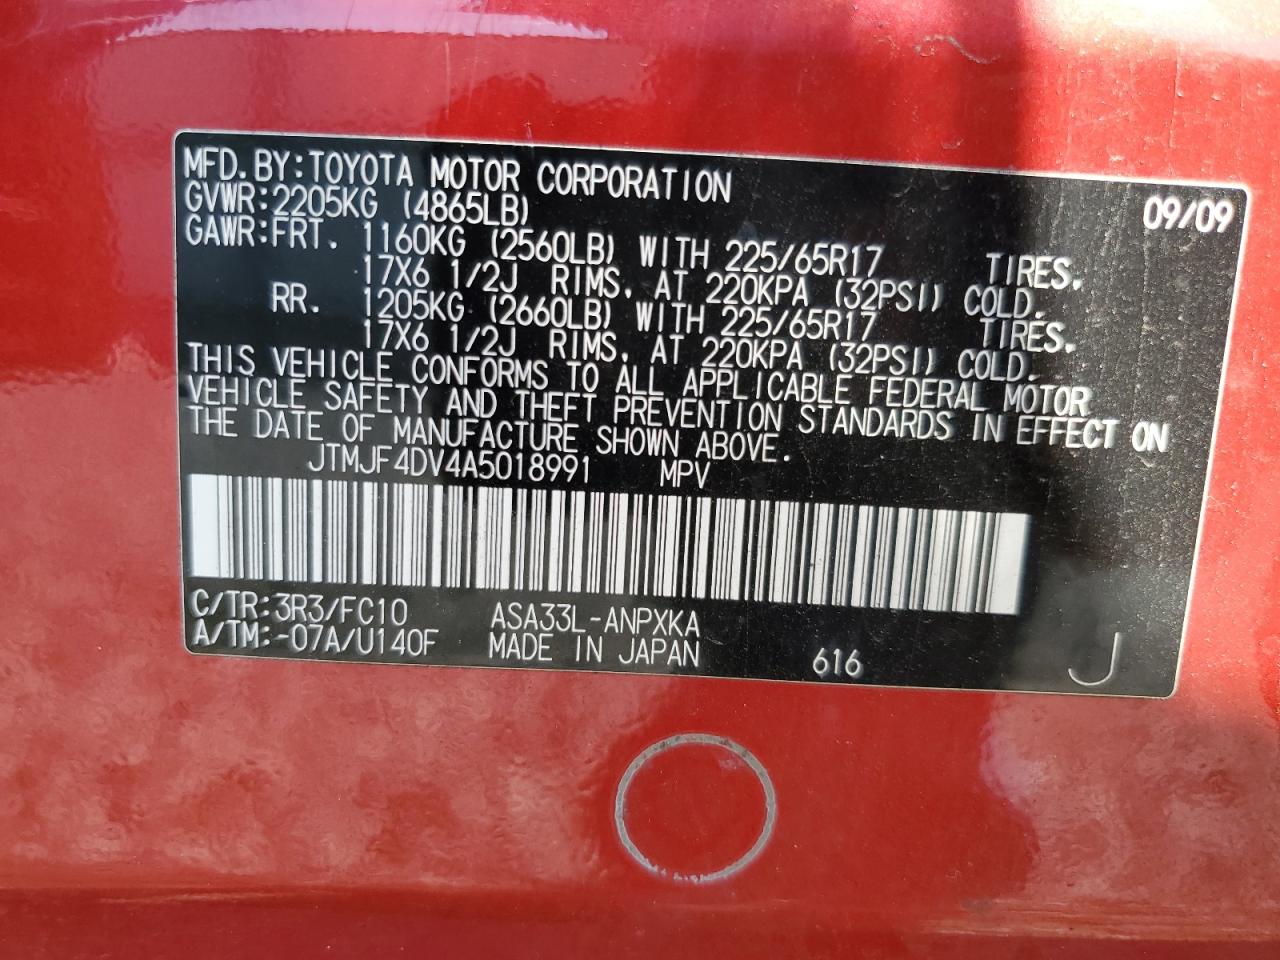 MFD.BY:TOYOTA MOTOR CORPORATION 09/09
GVWR:2205KG (4865LB)
GAWR:FRT. 1160KG (2560LB) WITH 225/65R17 TIRES,
17X6 1/2J RIMS, AT 220KPA (32PSI) COLD.
RR. 1205KG (2660LB) WITH 225/65R17 TIRES,
17X6 1/2J RIMS, AT 220KPA (32PSI) COLD.
THIS VEHICLE CONFORMS TO ALL APPLICABLE FEDERAL MOTOR
VEHICLE SAFETY AND THEFT PREVENTION STANDARDS IN EFFECT ON
THE DATE OF MANUFACTURE SHOWN ABOVE.
JTMJF4DV4A5018991 MPV
C/TR:3R3/FC10 ASA33L-ANPXKA
A/TM:-07A/U140F MADE IN JAPAN 616 J